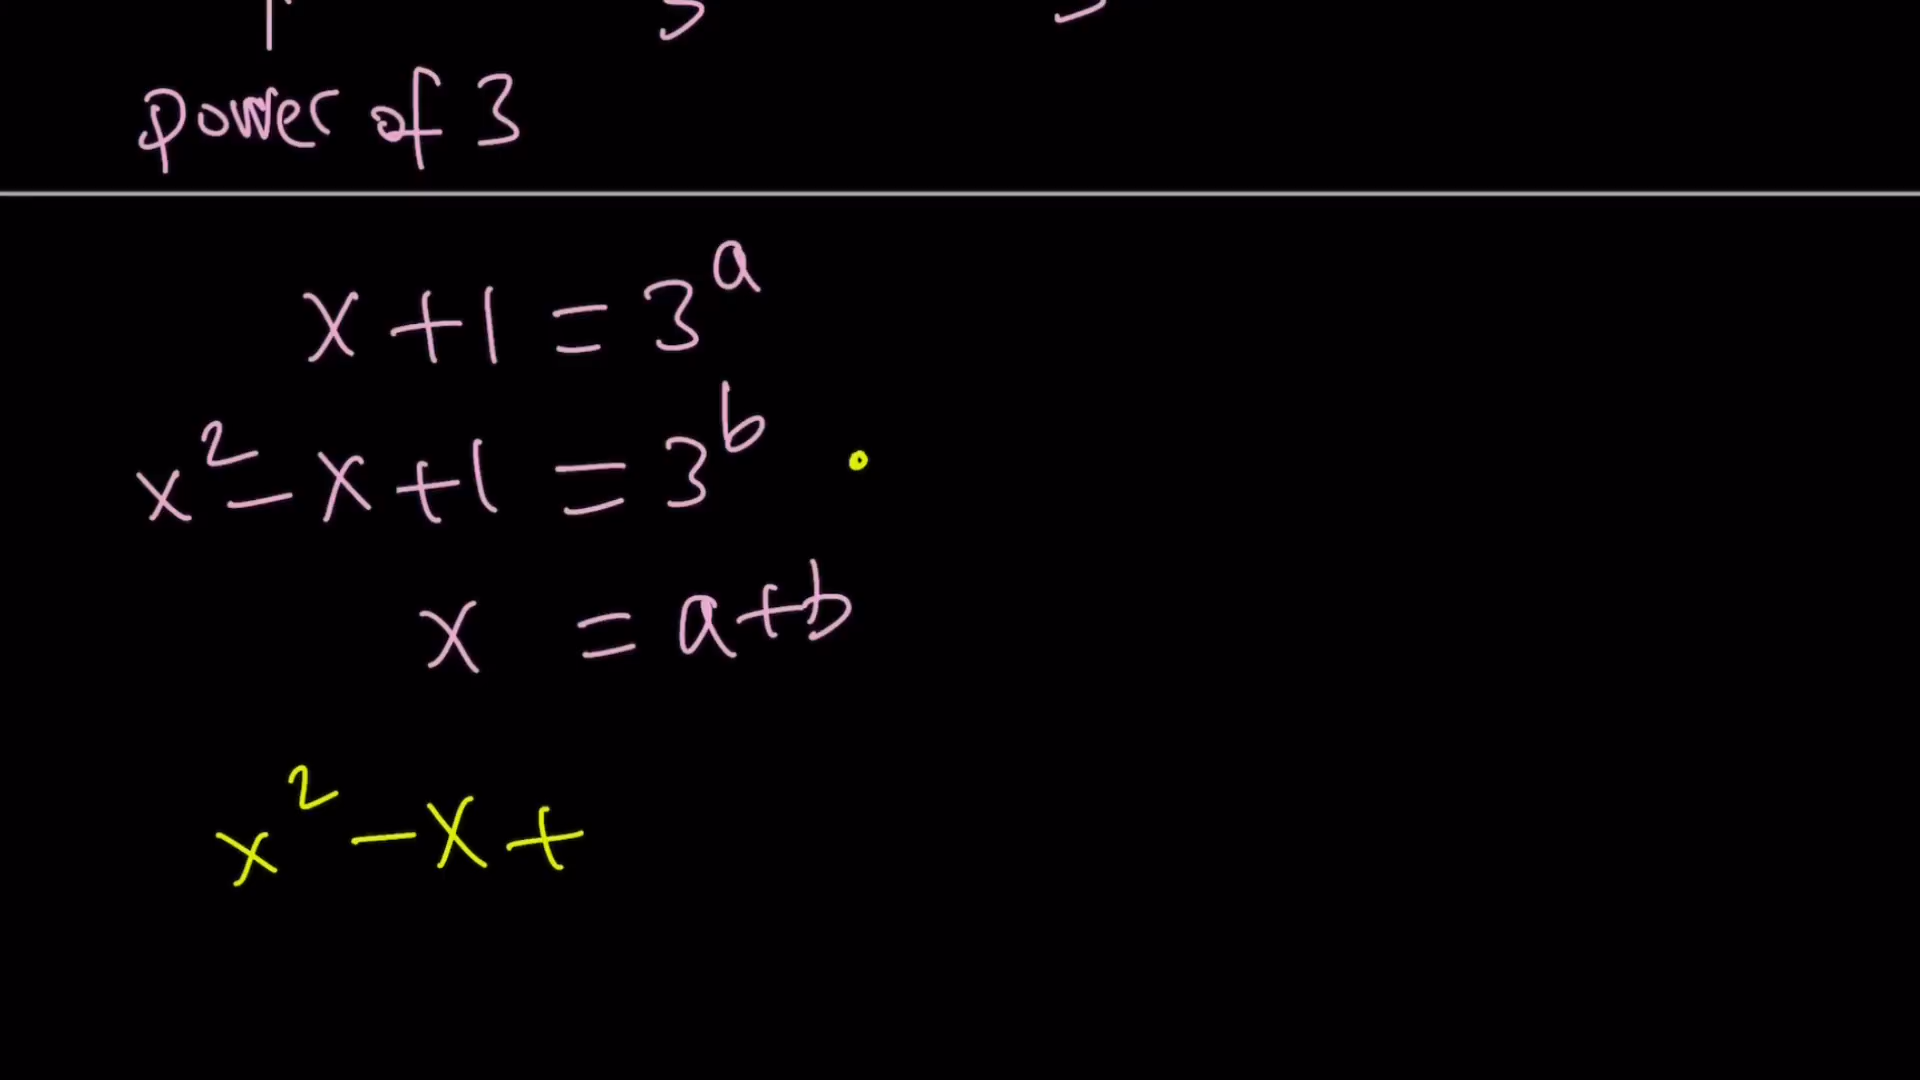 power of 3
x+1 = 3^a
x^2-x+1 = 3^b
x = a+b
x^2-x+